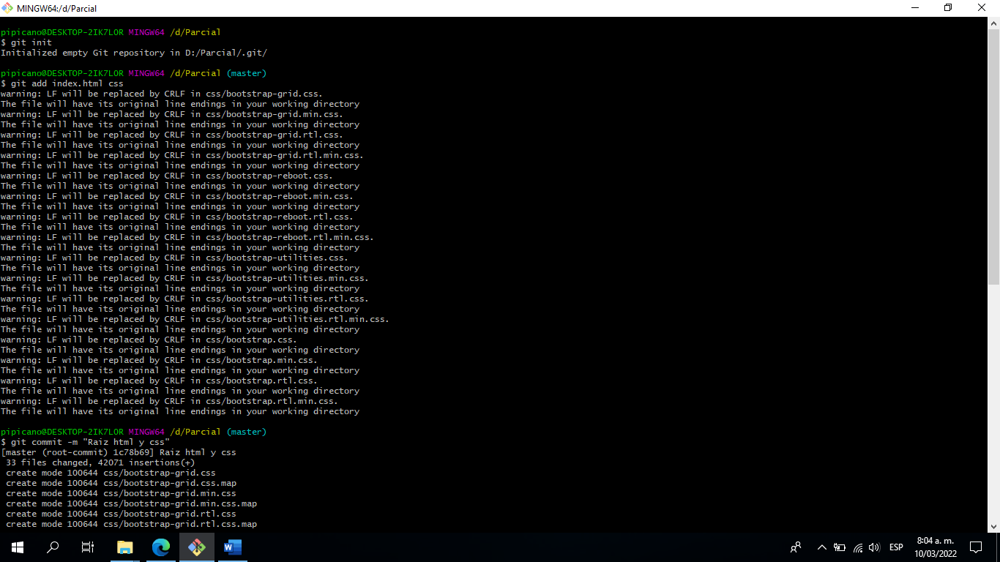 MINGW64:/d/Parcial
pipicano@DESKTOP-2IK7LOR MINGW64 /d/Parcial
$ git init
Initialized empty Git repository in D:/Parcial/.git/
pipicano@DESKTOP-2IK7LOR MINGW64 /d/Parcial (master)
$ git add index.html css
warning: LF will be replaced by CRLF in css/bootstrap-grid.css.
The file will have its original line endings in your working directory
warning: LF will be replaced by CRLF in css/bootstrap-grid.min.css.
The file will have its original line endings in your working directory
warning: LF will be replaced by CRLF in css/bootstrap-grid.rtl.css.
The file will have its original line endings in your working directory
warning: LF will be replaced by CRLF in css/bootstrap-grid.rtl.min.css.
The file will have its original line endings in your working directory
warning: LF will be replaced by CRLF in css/bootstrap-reboot.css.
The file will have its original line endings in your working directory
warning: LF will be replaced by CRLF in css/bootstrap-reboot.min.css.
The file will have its original line endings in your working directory
warning: LF will be replaced by CRLF in css/bootstrap-reboot.rtl.css.
The file will have its original line endings in your working directory
warning: LF will be replaced by CRLF in css/bootstrap-reboot.rtl.min.css.
The file will have its original line endings in your working directory
warning: LF will be replaced by CRLF in css/bootstrap-utilities.css.
The file will have its original line endings in your working directory
warning: LF will be replaced by CRLF in css/bootstrap-utilities.min.css.
The file will have its original line endings in your working directory
warning: LF will be replaced by CRLF in css/bootstrap-utilities.rtl.css.
The file will have its original line endings in your working directory
warning: LF will be replaced by CRLF in css/bootstrap-utilities.rtl.min.css.
The file will have its original line endings in your working directory
warning: LF will be replaced by CRLF in css/bootstrap.css.
The file will have its original line endings in your working directory
warning: LF will be replaced by CRLF in css/bootstrap.min.css.
The file will have its original line endings in your working directory
warning: LF will be replaced by CRLF in css/bootstrap.rtl.css.
The file will have its original line endings in your working directory
warning: LF will be replaced by CRLF in css/bootstrap.rtl.min.css.
The file will have its original line endings in your working directory
pipicano@DESKTOP-2IK7LOR MINGW64 /d/Parcial (master)
$ git commit -m "Raiz html y css"
[master (root-commit) 1c78b69] Raiz html y css
33 files changed, 42071 insertions(+)
create mode 100644 css/bootstrap-grid.css
create mode 100644 css/bootstrap-grid.css.map
create mode 100644 css/bootstrap-grid.min.css
create mode 100644 css/bootstrap-grid.min.css.map
create mode 100644 css/bootstrap-grid.rtl.css
create mode 100644 css/bootstrap-grid.rtl.css.map
W
ESP
8:04 a. m.
10/03/2022